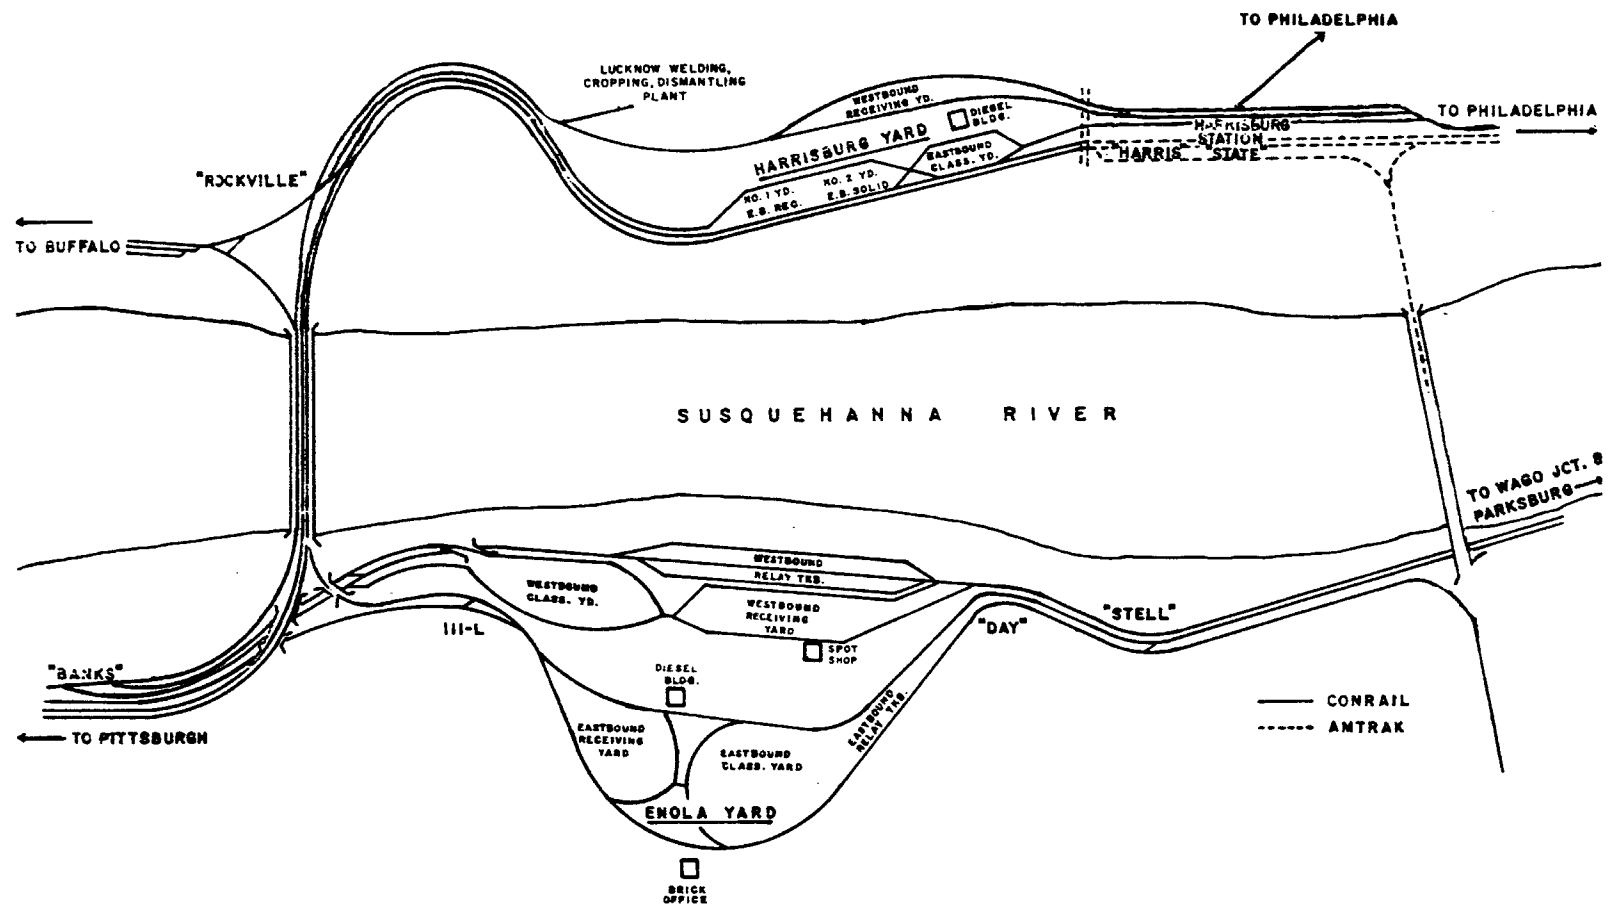 TO PHILADELPHIA
LUCKNOW WELDING,
CROPPING, DISMANTLING
PLANT
WESTBOUND
RECEIVING YD.
DIESEL
BLDG.
TO PHILADELPHIA
HARRISBURG YARD
EASTBOUND
CLASS. YD.
HARRISBURG
STATION
"HARRIS" STATE
"ROCKVILLE"
NO. 1 YD.
E.B. REC.
NO. 2 YD.
E.B. SOLID
TO BUFFALO
SUSQUEHANNA RIVER
TO WAGO JCT. &
PARKSBURG
WESTBOUND
RELAY TKS.
WESTBOUND
CLASS. YD.
WESTBOUND
RECEIVING
YARD
"STELL"
"DAY"
111-L
SPOT
SHOP
"BANKS"
DIESEL
BLDG.
EASTBOUND
RELAY TKS.
CONRAIL
AMTRAK
TO PITTSBURGH
EASTBOUND
RECEIVING
YARD
EASTBOUND
CLASS. YARD
ENOLA YARD
BRICK
OFFICE